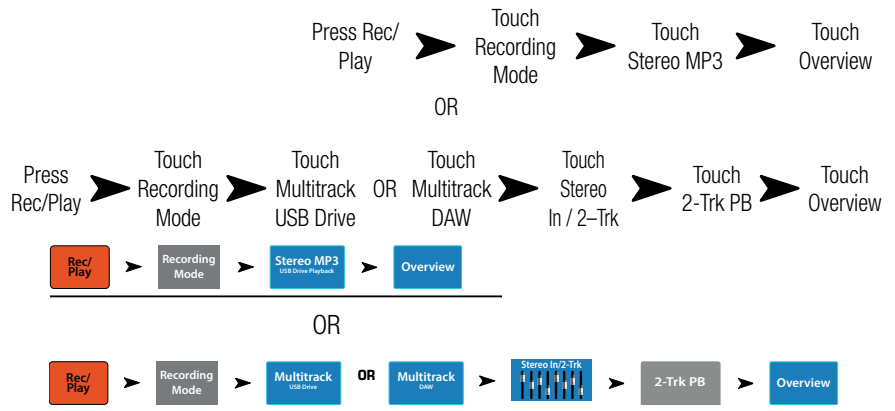 Press Rec/
Play
Touch
Recording
Mode
Touch
Stereo MP3
Touch
Overview
OR
Press
Rec/Play
Touch
Recording
Mode
Touch
Multitrack
USB Drive
OR
Touch
Multitrack
DAW
Touch
Stereo
In / 2–Trk
Touch
2-Trk PB
Touch
Overview
Rec/
Play
Recording
Mode
Stereo MP3
USB Drive Playback
Overview
OR
Rec/
Play
Recording
Mode
Multitrack
USB Drive
OR
Multitrack
DAW
Stereo In/2-Trk
2-Trk PB
Overview